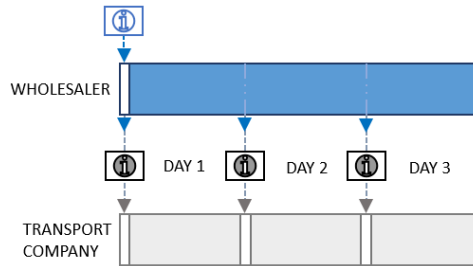 WHOLESALER
DAY 1
DAY 2
DAY 3
TRANSPORT
COMPANY